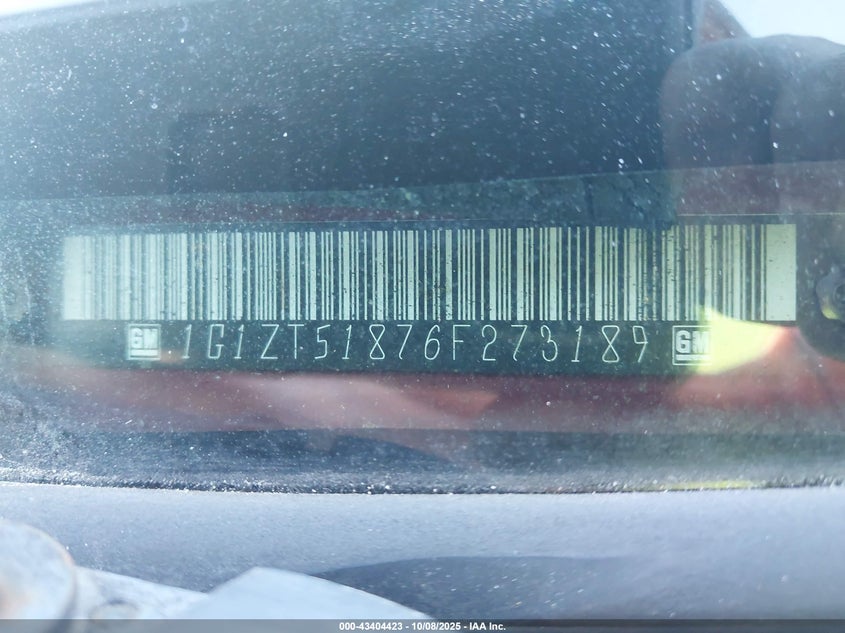 GM 1G1ZT51876F273189 GM
000-43404423 - 10/08/2025 - IAA Inc.